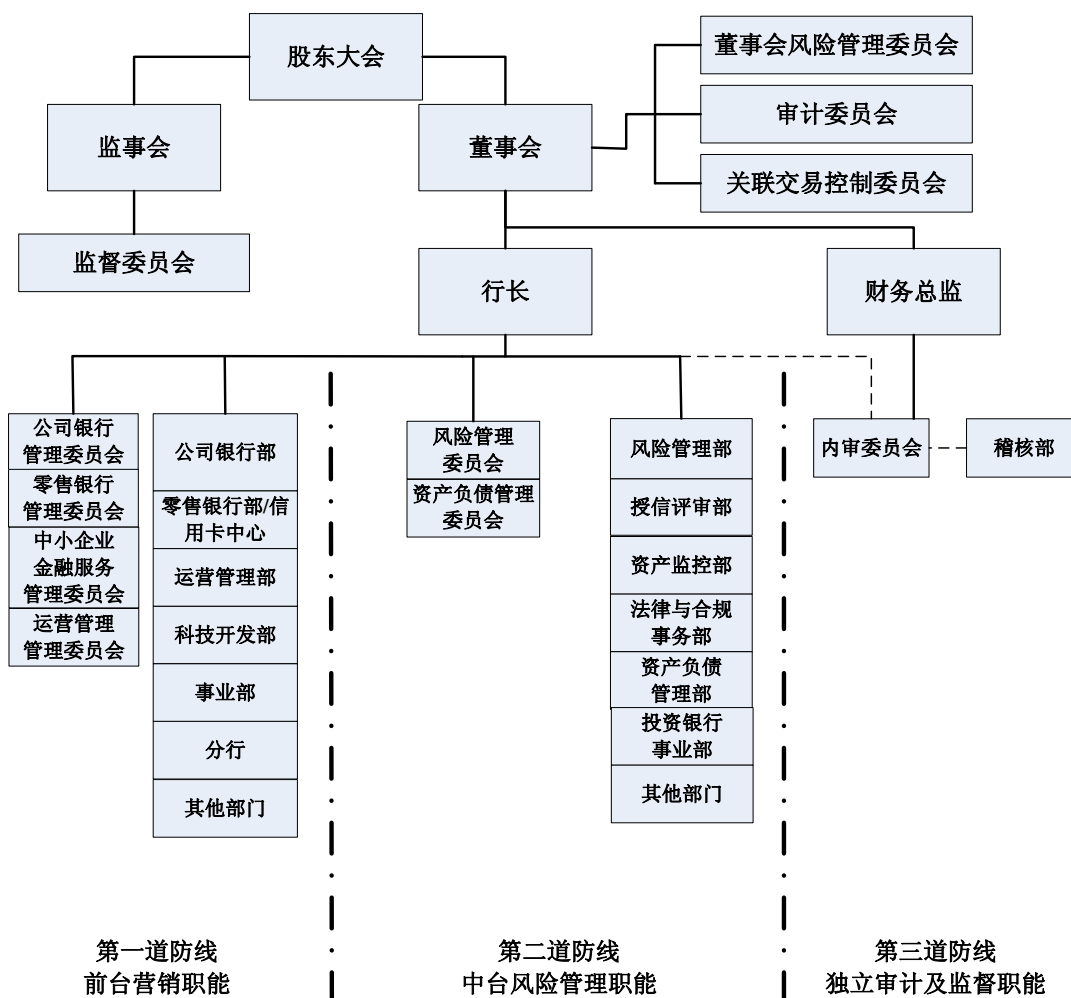 股东大会
董事会风险管理委员会
审计委员会
关联交易控制委员会
监事会
董事会
监督委员会
行长
财务总监
公司银行
管理委员会
零售银行
管理委员会
中小企业
金融服务
管理委员会
运营管理
管理委员会
公司银行部
零售银行部/信
用卡中心
运营管理部
科技开发部
事业部
分行
其他部门
风险管理
委员会
资产负债管理
委员会
风险管理部
授信评审部
资产监控部
法律与合规
事务部
资产负债
管理部
投资银行
事业部
其他部门
内审委员会
稽核部
第一道防线
前台营销职能
第二道防线
中台风险管理职能
第三道防线
独立审计及监督职能